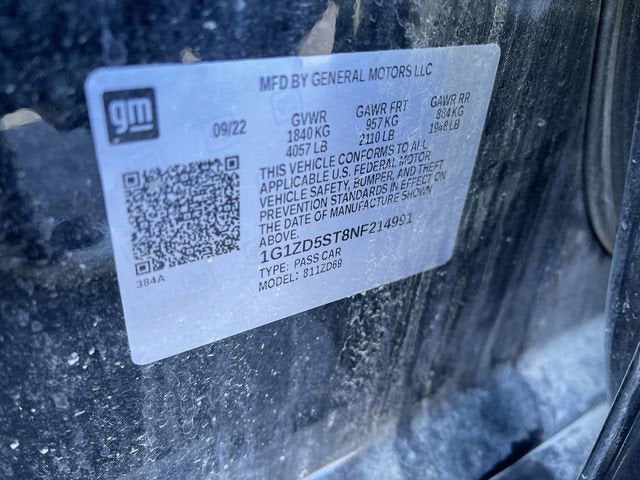 MFD BY GENERAL MOTORS LLC
gm
09/22
GVWR
1840 KG
4057 LB
GAWR FRT
957 KG
2110 LB
GAWR RR
884 KG
1948 LB
THIS VEHICLE CONFORMS TO ALL
APPLICABLE U.S. FEDERAL MOTOR
VEHICLE SAFETY, BUMPER, AND THEFT
PREVENTION STANDARDS IN EFFECT ON
THE DATE OF MANUFACTURE SHOWN
ABOVE.
1G1ZD5ST8NF214991
TYPE: PASS CAR
MODEL: 811ZD69
384A